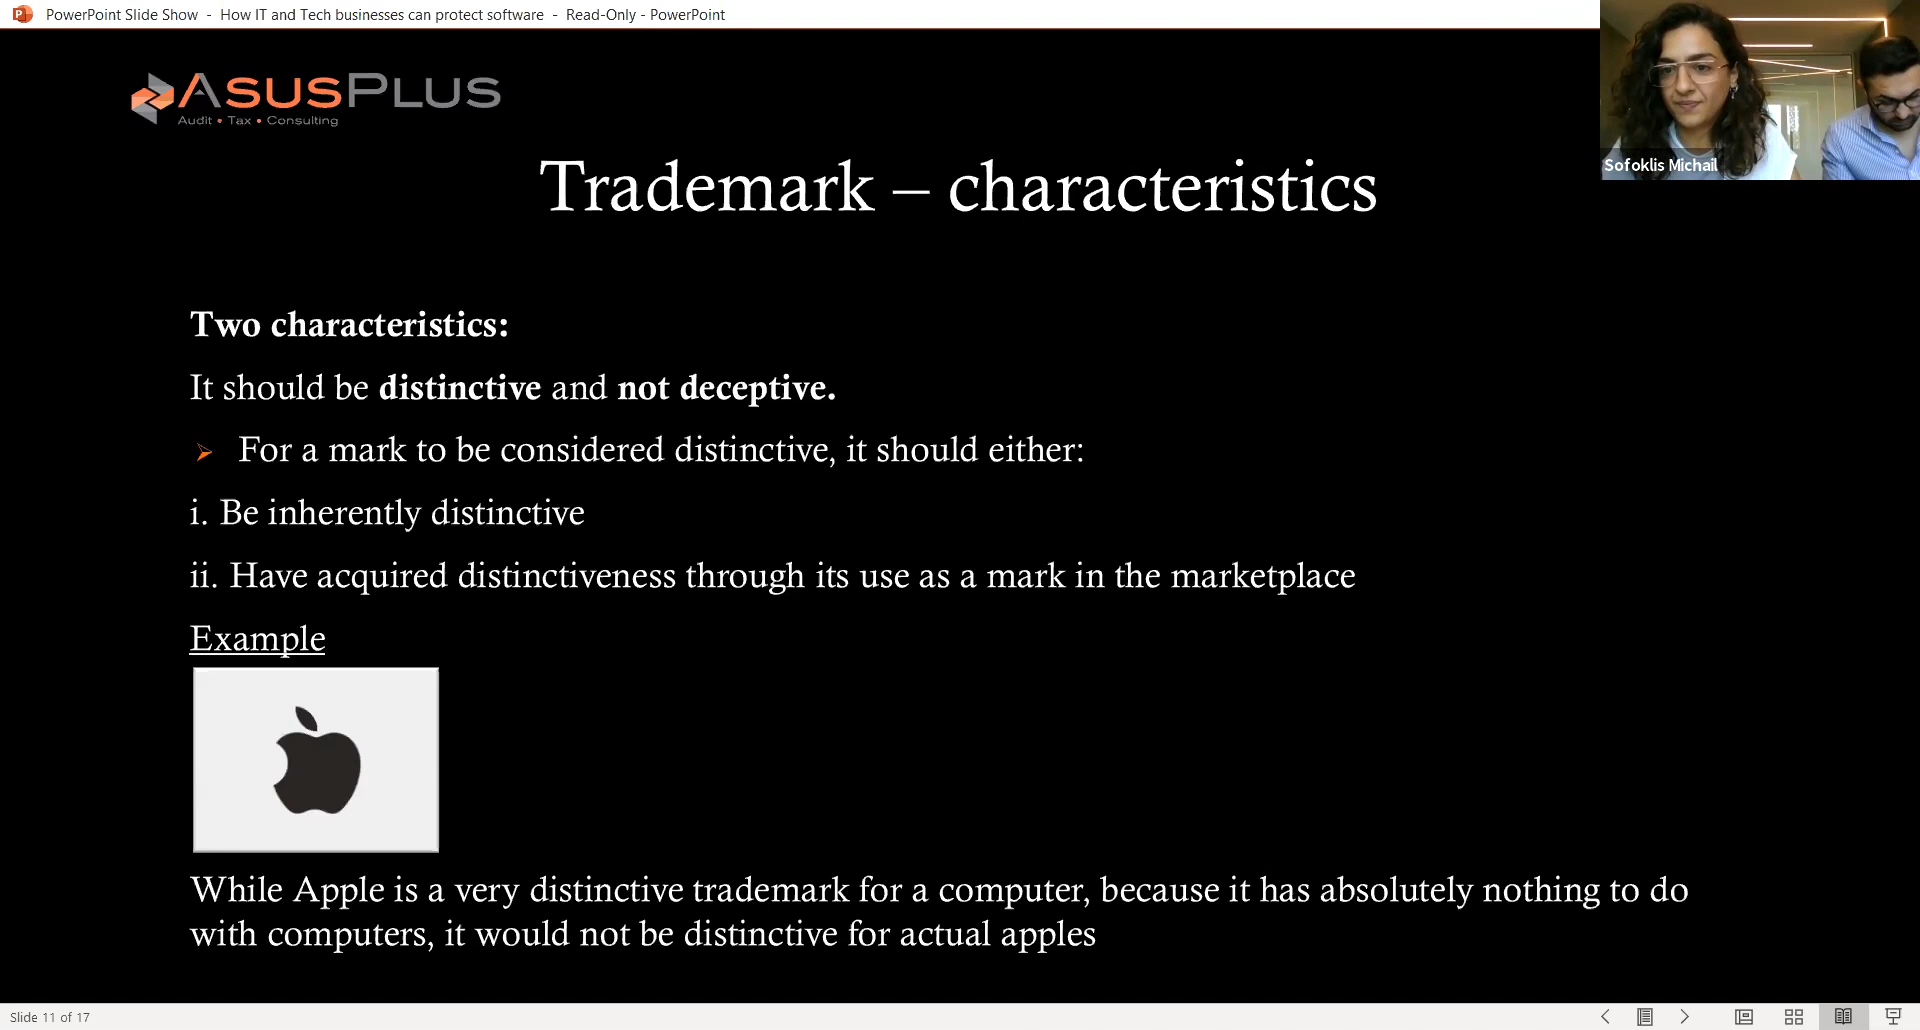 PowerPoint Slide Show - How IT and Tech businesses can protect software - Read-Only - PowerPoint
ASUSPLUS
Audit • Tax • Consulting
Sofoklis Michail
Trademark – characteristics
Two characteristics:
It should be distinctive and not deceptive.
➢ For a mark to be considered distinctive, it should either:
i. Be inherently distinctive
ii. Have acquired distinctiveness through its use as a mark in the marketplace
Example
While Apple is a very distinctive trademark for a computer, because it has absolutely nothing to do
with computers, it would not be distinctive for actual apples
Slide 11 of 17